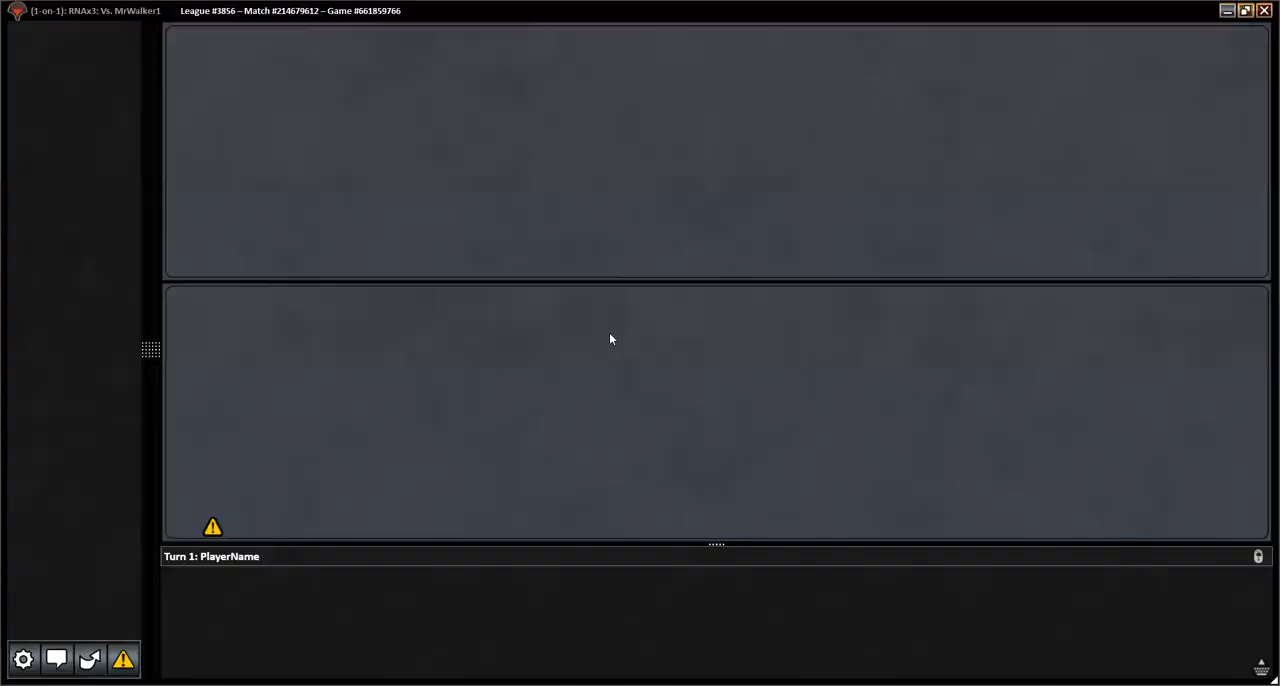 (1-on-1): RNAx3: Vs. MrWalker1 League #3856 – Match #214679612 – Game #661859766
Turn 1: PlayerName